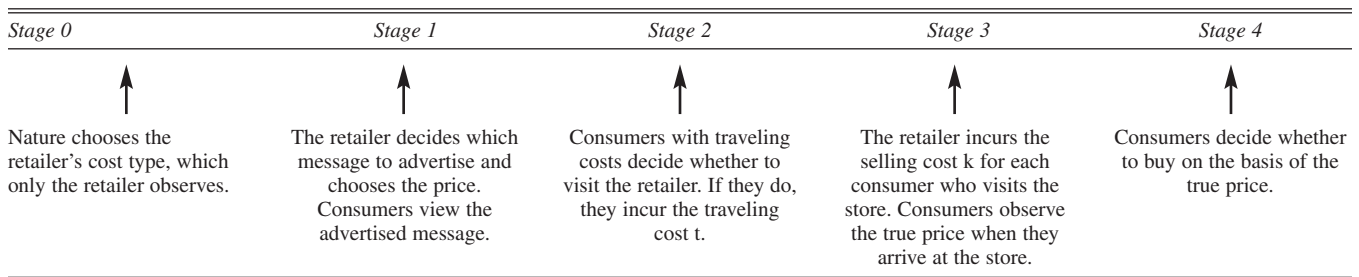 Stage 0 Stage 1 Stage 2 Stage 3 Stage 4
Nature chooses the
retailer's cost type, which
only the retailer observes.
The retailer decides which
message to advertise and
chooses the price.
Consumers view the
advertised message.
Consumers with traveling
costs decide whether to
visit the retailer. If they do,
they incur the traveling
cost t.
The retailer incurs the
selling cost k for each
consumer who visits the
store. Consumers observe
the true price when they
arrive at the store.
Consumers decide whether
to buy on the basis of the
true price.